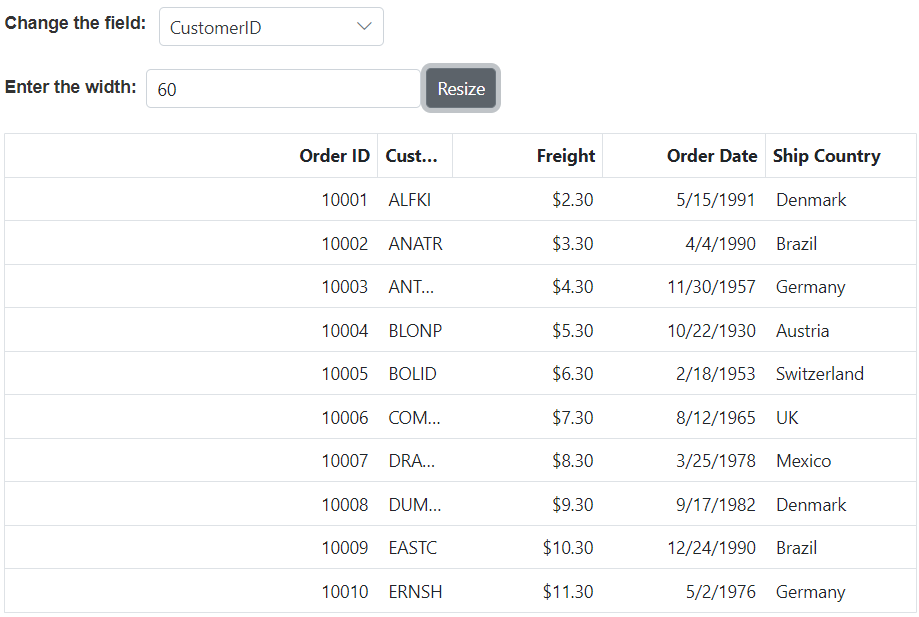 Change the field: CustomerID
Enter the width: 60 Resize
Order ID Cust... Freight Order Date Ship Country
10001 ALFKI $2.30 5/15/1991 Denmark
10002 ANATR $3.30 4/4/1990 Brazil
10003 ANT... $4.30 11/30/1957 Germany
10004 BLONP $5.30 10/22/1930 Austria
10005 BOLID $6.30 2/18/1953 Switzerland
10006 COM... $7.30 8/12/1965 UK
10007 DRA... $8.30 3/25/1978 Mexico
10008 DUM... $9.30 9/17/1982 Denmark
10009 EASTC $10.30 12/24/1990 Brazil
10010 ERNSH $11.30 5/2/1976 Germany